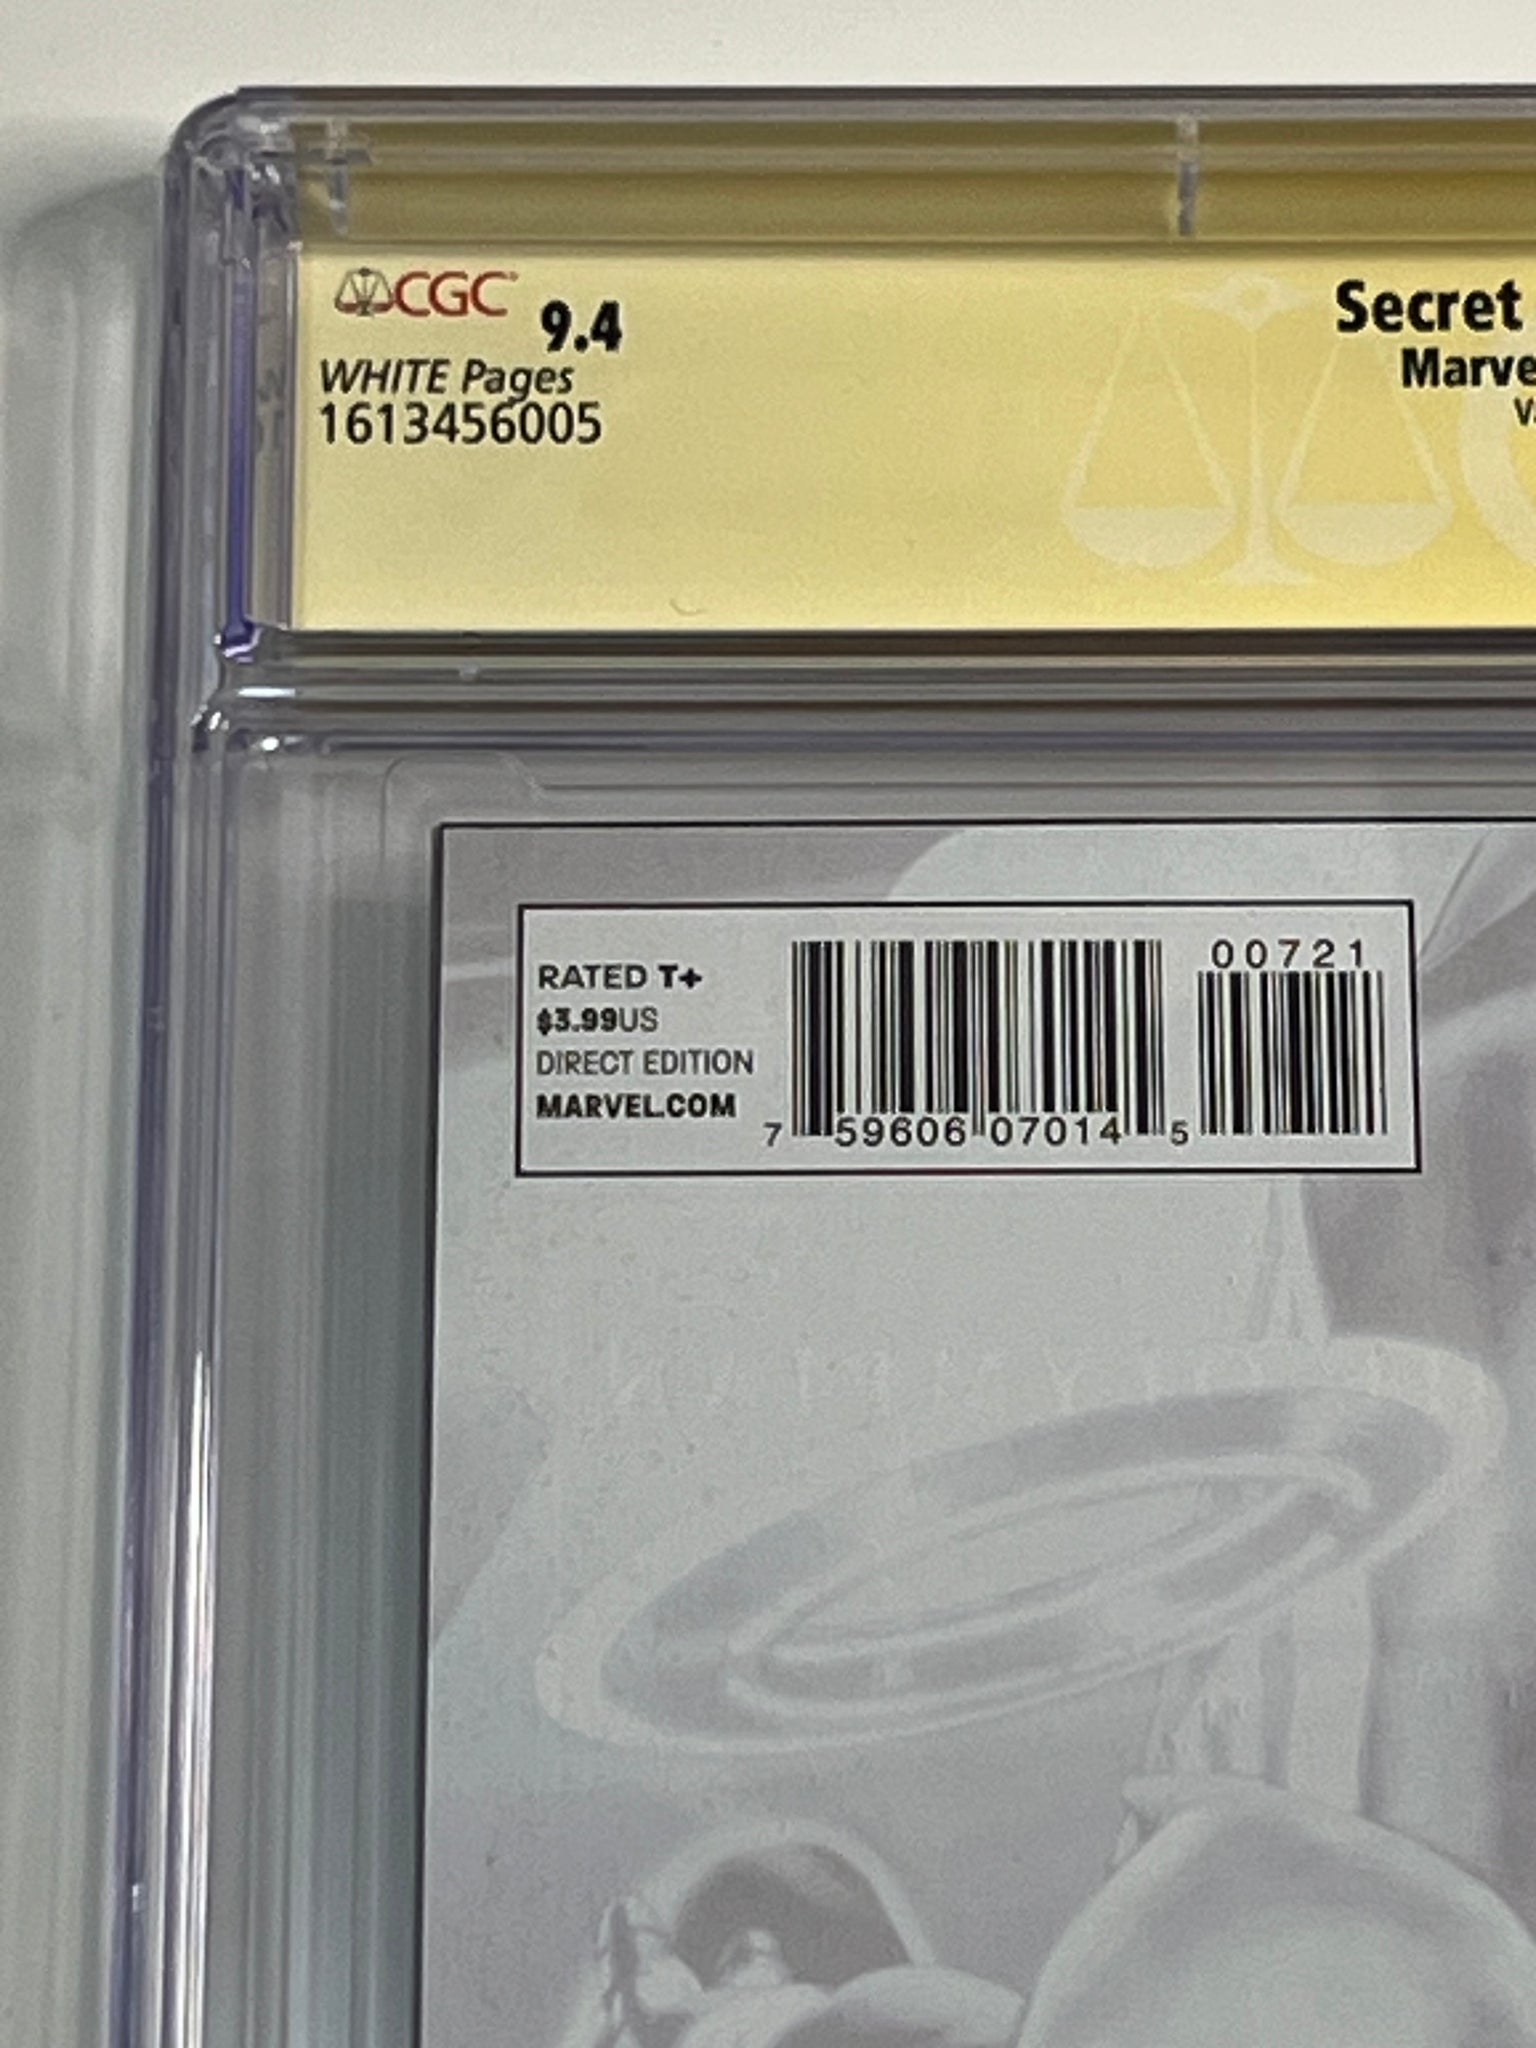 CGC 9.4
WHITE Pages
1613456005
Secret
Marve
RATED T+
$3.99US
DIRECT EDITION
MARVEL.COM
00721
7 59606 07014 5